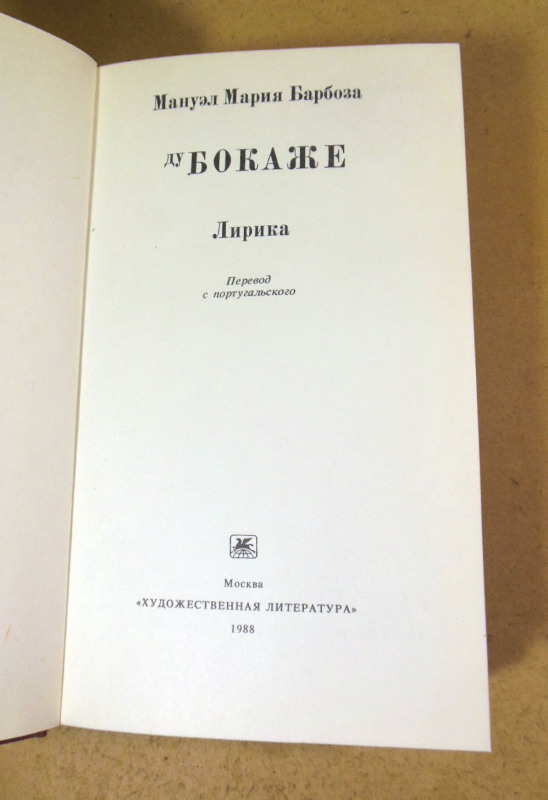 Мануэл Мария Барбоза
ду БОКАЖЕ
Лирика
Перевод
с португальского
Москва
«ХУДОЖЕСТВЕННАЯ ЛИТЕРАТУРА»
1988